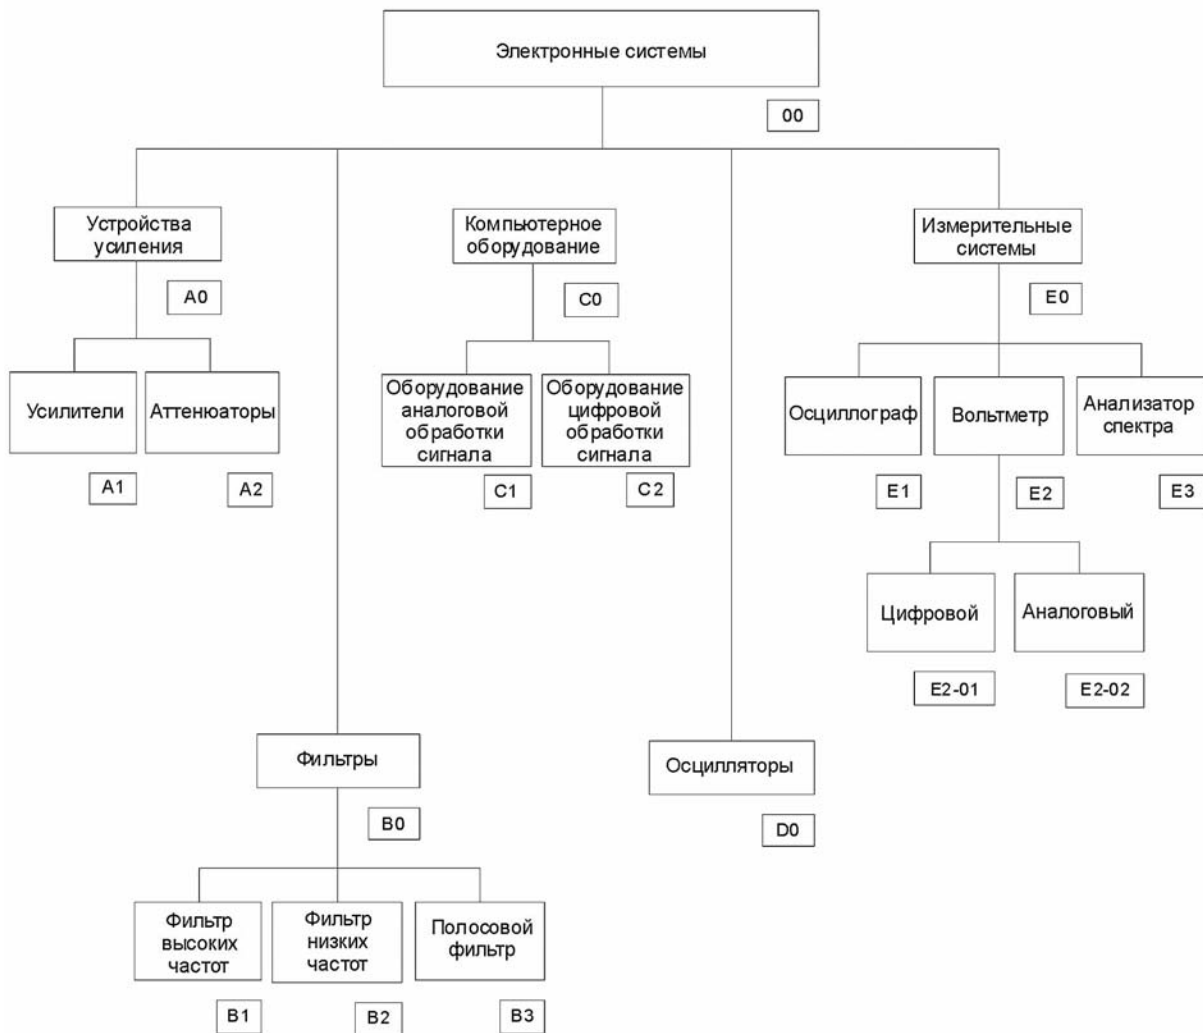 Электронные системы
00
Устройства
усиления
A0
Компьютерное
оборудование
C0
Измерительные
системы
E0
Усилители
A1
Аттенюаторы
A2
Оборудование
аналоговой
обработки
сигнала
C1
Оборудование
цифровой
обработки
сигнала
C2
Осциллограф
E1
Вольтметр
E2
Анализатор
спектра
E3
Цифровой
E2-01
Аналоговый
E2-02
Фильтры
B0
Осцилляторы
D0
Фильтр
высоких
частот
B1
Фильтр
низких
частот
B2
Полосовой
фильтр
B3